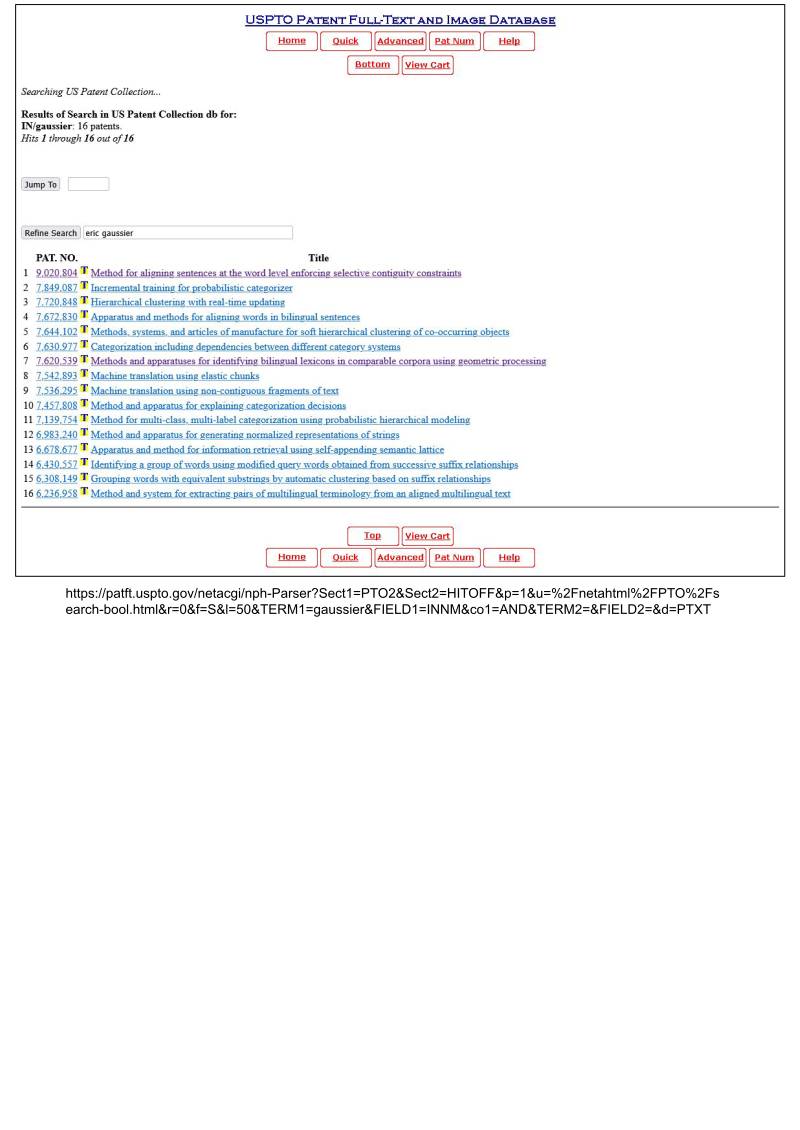 USPTO PATENT FULL-TEXT AND IMAGE DATABASE
Home Quick Advanced Pat Num Help
Bottom View Cart
Searching US Patent Collection...
Results of Search in US Patent Collection db for:
IN/gaussier: 16 patents.
Hits 1 through 16 out of 16
Jump To
Refine Search eric gaussier
PAT. NO. Title
1 9,020,804 T Method for aligning sentences at the word level enforcing selective contiguity constraints
2 7,849,087 T Incremental training for probabilistic categorizer
3 7,720,848 T Hierarchical clustering with real-time updating
4 7,672,830 T Apparatus and methods for aligning words in bilingual sentences
5 7,644,102 T Methods, systems, and articles of manufacture for soft hierarchical clustering of co-occurring objects
6 7,630,977 T Categorization including dependencies between different category systems
7 7,620,539 T Methods and apparatuses for identifying bilingual lexicons in comparable corpora using geometric processing
8 7,542,893 T Machine translation using elastic chunks
9 7,536,295 T Machine translation using non-contiguous fragments of text
10 7,457,808 T Method and apparatus for explaining categorization decisions
11 7,139,754 T Method for multi-class, multi-label categorization using probabilistic hierarchical modeling
12 6,983,240 T Method and apparatus for generating normalized representations of strings
13 6,678,677 T Apparatus and method for information retrieval using self-appending semantic lattice
14 6,430,557 T Identifying a group of words using modified query words obtained from successive suffix relationships
15 6,308,149 T Grouping words with equivalent substrings by automatic clustering based on suffix relationships
16 6,236,958 T Method and system for extracting pairs of multilingual terminology from an aligned multilingual text
Top View Cart
Home Quick Advanced Pat Num Help
https://patft.uspto.gov/netacgi/nph-Parser?Sect1=PTO2&Sect2=HITOFF&p=1&u=%2Fnetahtml%2FPTO%2Fs
earch-bool.html&r=0&f=S&l=50&TERM1=gaussier&FIELD1=INNM&co1=AND&TERM2=&FIELD2=&d=PTXT